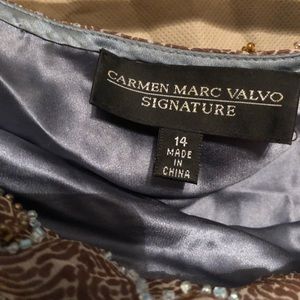 CARMEN MARC VALVO
SIGNATURE
14
MADE
IN
CHINA